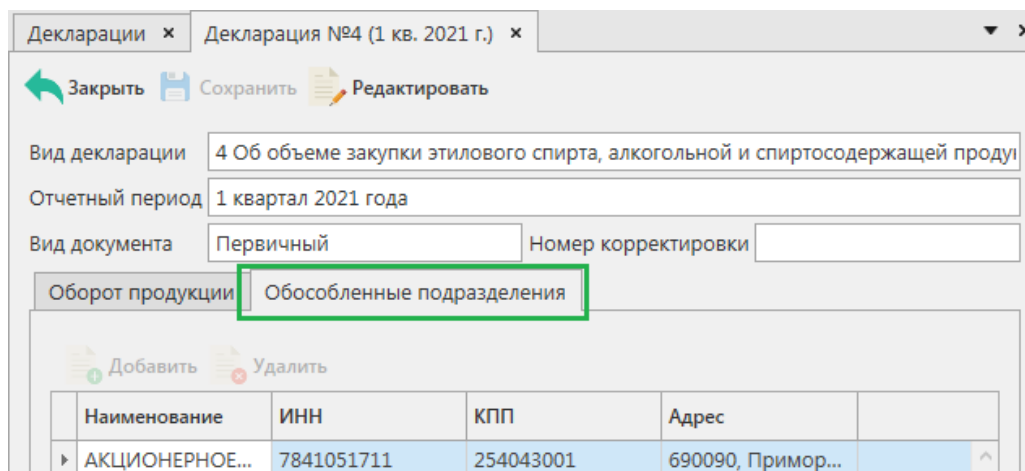 Декларации × Декларация №4 (1 кв. 2021 г.) ×
Закрыть Сохранить Редактировать
Вид декларации 4 Об объеме закупки этилового спирта, алкогольной и спиртосодержащей
Отчетный период 1 квартал 2021 года
Вид документа Первичный Номер корректировки
Оборот продукции Обособленные подразделения
Добавить Удалить
Наименование ИНН КПП Адрес
АКЦИОНЕРНОЕ... 7841051711 254043001 690090, Примор...